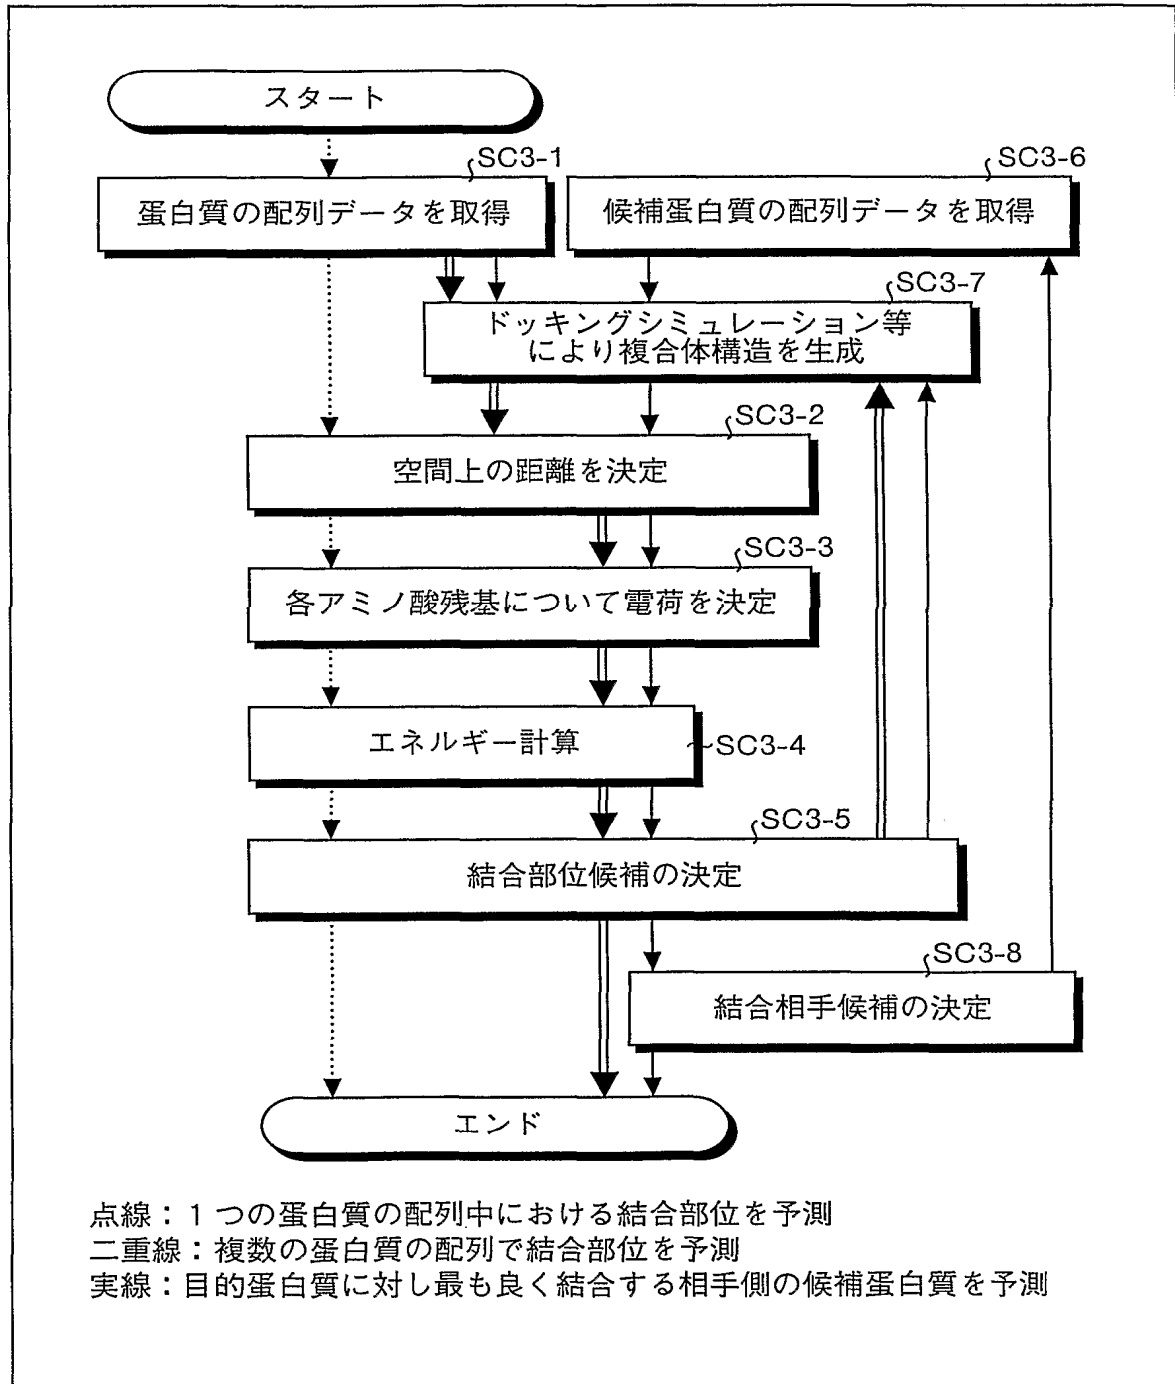 スタート
SC3-1
蛋白質の配列データを取得
SC3-6
候補蛋白質の配列データを取得
SC3-7
ドッキングシミュレーション等
により複合体構造を生成
SC3-2
空間上の距離を決定
SC3-3
各アミノ酸残基について電荷を決定
エネルギー計算
SC3-4
SC3-5
結合部位候補の決定
SC3-8
結合相手候補の決定
エンド
点線：1つの蛋白質の配列中における結合部位を予測
二重線：複数の蛋白質の配列で結合部位を予測
実線：目的蛋白質に対し最も良く結合する相手側の候補蛋白質を予測